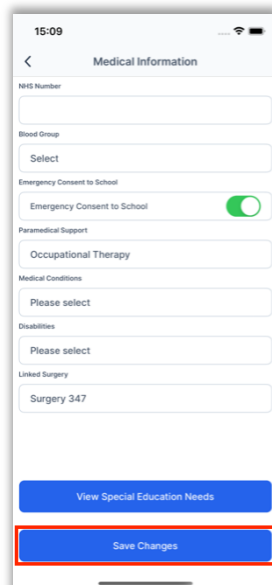 15:09
Medical Information
NHS Number
Blood Group
Select
Emergency Consent to School
Emergency Consent to School
Paramedical Support
Occupational Therapy
Medical Conditions
Please select
Disabilities
Please select
Linked Surgery
Surgery 347
View Special Education Needs
Save Changes